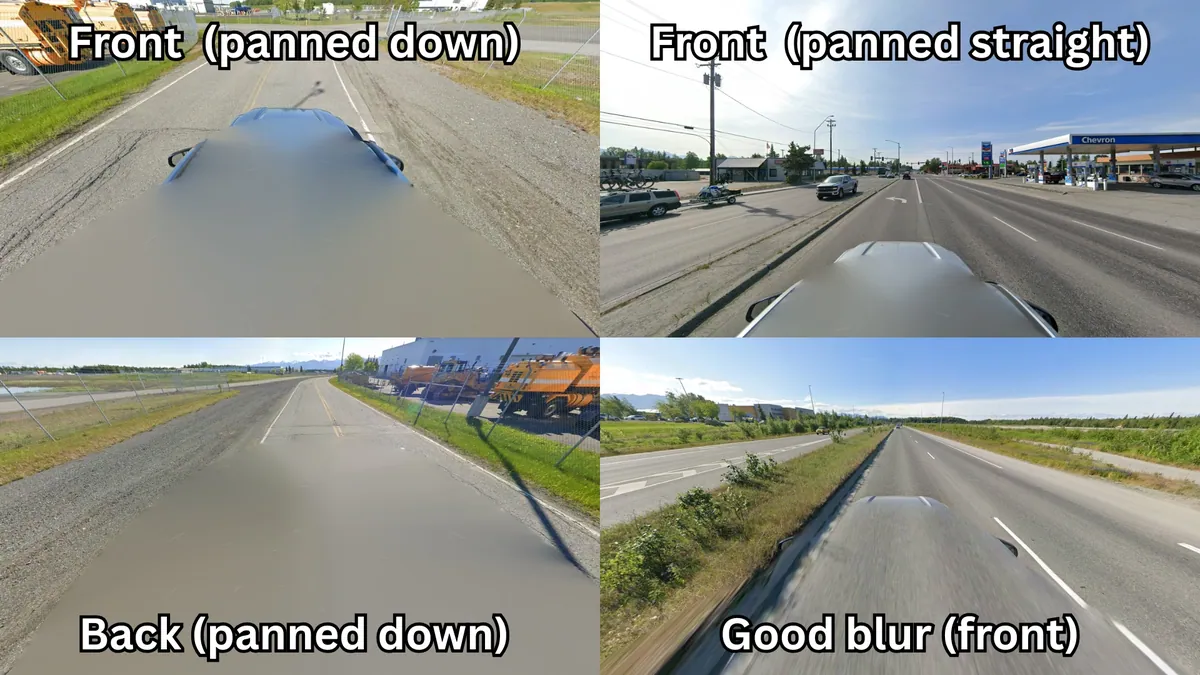 Front (panned down)
Front (panned straight)
Chevron
Back (panned down)
Good blur (front)